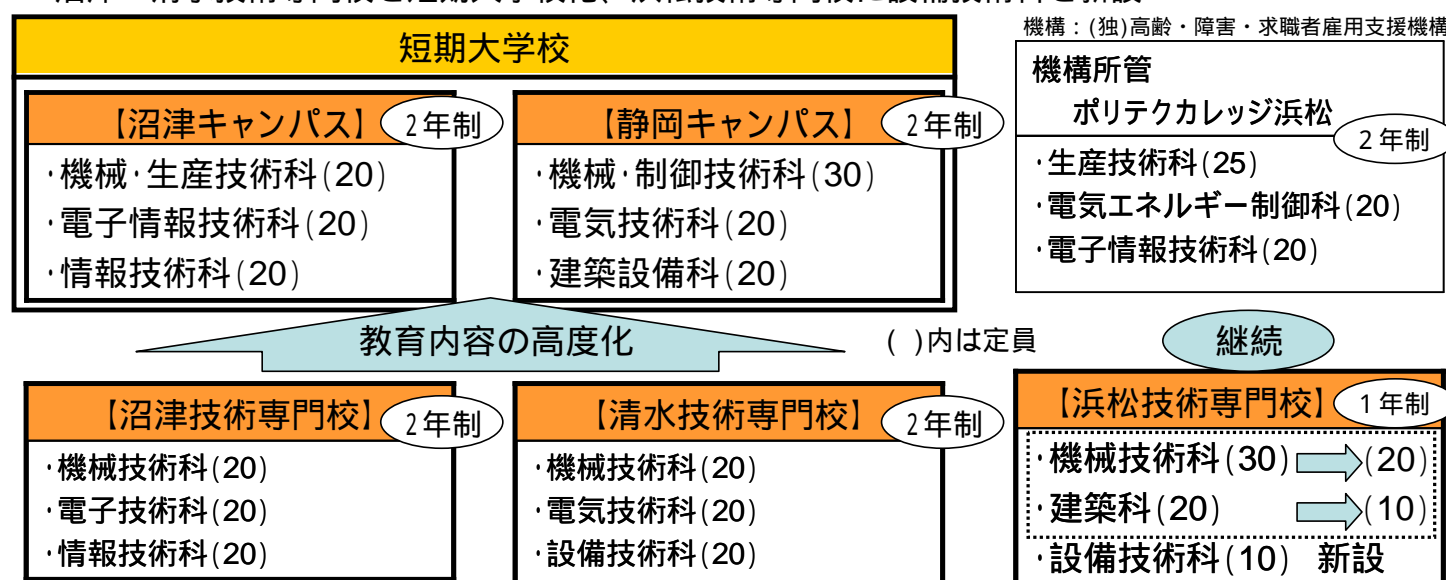 短期大学校
【沼津キャンパス】 2年制
・機械・生産技術科(20)
・電子情報技術科(20)
・情報技術科(20)
【静岡キャンパス】 2年制
・機械・制御技術科(30)
・電気技術科(20)
・建築設備科(20)
機構：(独)高齢・障害・求職者雇用支援機構
機構所管
ポリテクカレッジ浜松
2年制
・生産技術科(25)
・電気エネルギー制御科(20)
・電子情報技術科(20)
教育内容の高度化
( )内は定員
継続
【沼津技術専門校】 2年制
・機械技術科(20)
・電子技術科(20)
・情報技術科(20)
【清水技術専門校】 2年制
・機械技術科(20)
・電気技術科(20)
・設備技術科(20)
【浜松技術専門校】 1年制
・機械技術科(30) (20)
・建築科(20) (10)
・設備技術科(10) 新設